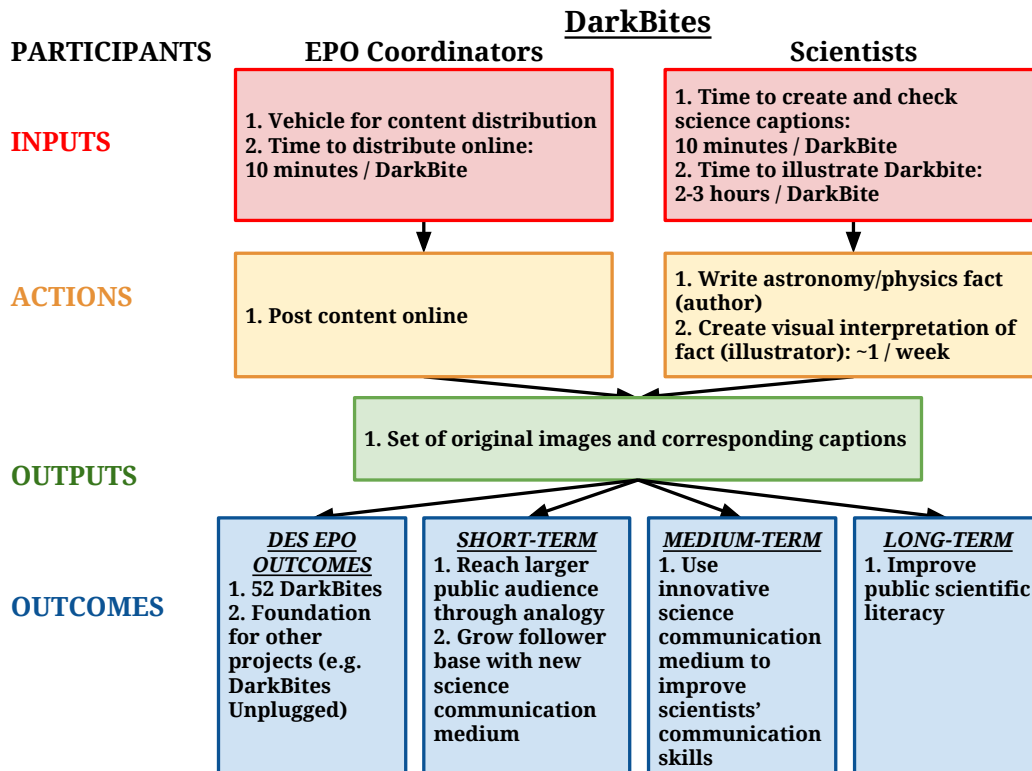 DarkBites
PARTICIPANTS
EPO Coordinators
Scientists
INPUTS
1. Vehicle for content distribution
2. Time to distribute online:
10 minutes / DarkBite
1. Time to create and check
science captions:
10 minutes / DarkBite
2. Time to illustrate Darkbite:
2-3 hours / DarkBite
ACTIONS
1. Post content online
1. Write astronomy/physics fact
(author)
2. Create visual interpretation of
fact (illustrator): ~1 / week
OUTPUTS
1. Set of original images and corresponding captions
OUTCOMES
DES EPO
OUTCOMES
1. 52 DarkBites
2. Foundation
for other
projects (e.g.
DarkBites
Unplugged)
SHORT-TERM
1. Reach larger
public audience
through analogy
2. Grow follower
base with new
science
communication
medium
MEDIUM-TERM
1. Use
innovative
science
communication
medium to
improve
scientists’
communication
skills
LONG-TERM
1. Improve
public scientific
literacy